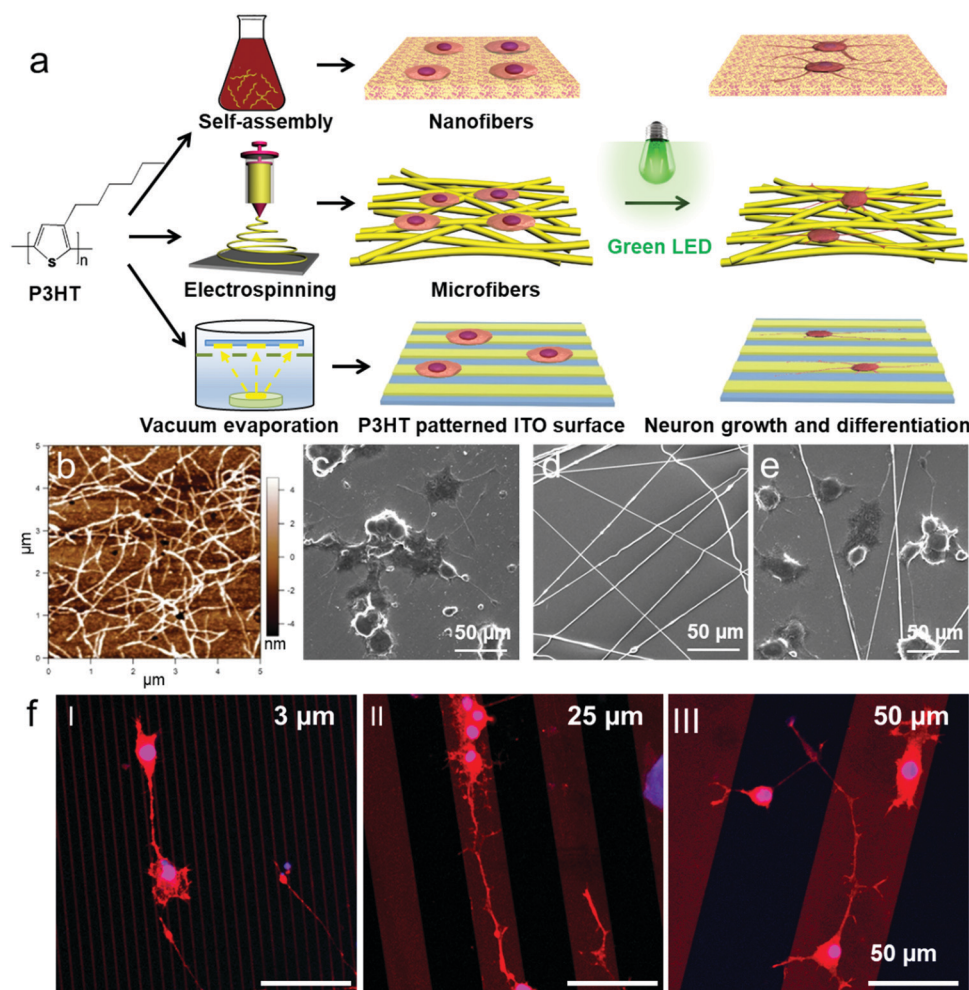 a
Self-assembly
Nanofibers
S
n
P3HT
Electrospinning
Microfibers
Green LED
Vacuum evaporation
P3HT patterned ITO surface
Neuron growth and differentiation
b
5
4
3
2
1
0
µm
0
1
2
3
4
5
µm
4
2
0
-2
-4
nm
c
50 µm
d
50 µm
e
50 µm
f
I
3 µm
II
25 µm
III
50 µm
50 µm